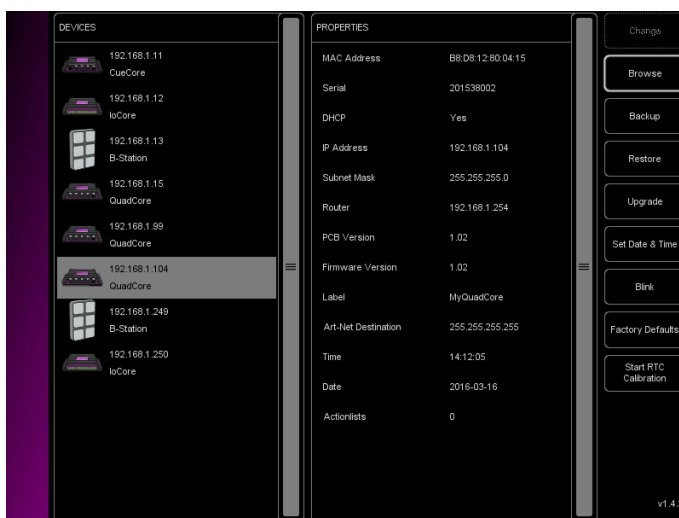 DEVICES
192.168.1.11
CueCore
192.168.1.12
IoCore
192.168.1.13
B-Station
192.168.1.15
QuadCore
192.168.1.99
QuadCore
192.168.1.104
QuadCore
192.168.1.249
B-Station
192.168.1.250
IoCore
PROPERTIES
MAC Address B8:D8:12:80:04:15
Serial 201538002
DHCP Yes
IP Address 192.168.1.104
Subnet Mask 255.255.255.0
Router 192.168.1.254
PCB Version 1.02
Firmware Version 1.02
Label MyQuadCore
Art-Net Destination 255.255.255.255
Time 14:12:05
Date 2016-03-16
Actionlists 0
Change
Browse
Backup
Restore
Upgrade
Set Date & Time
Blink
Factory Defaults
Start RTC
Calibration